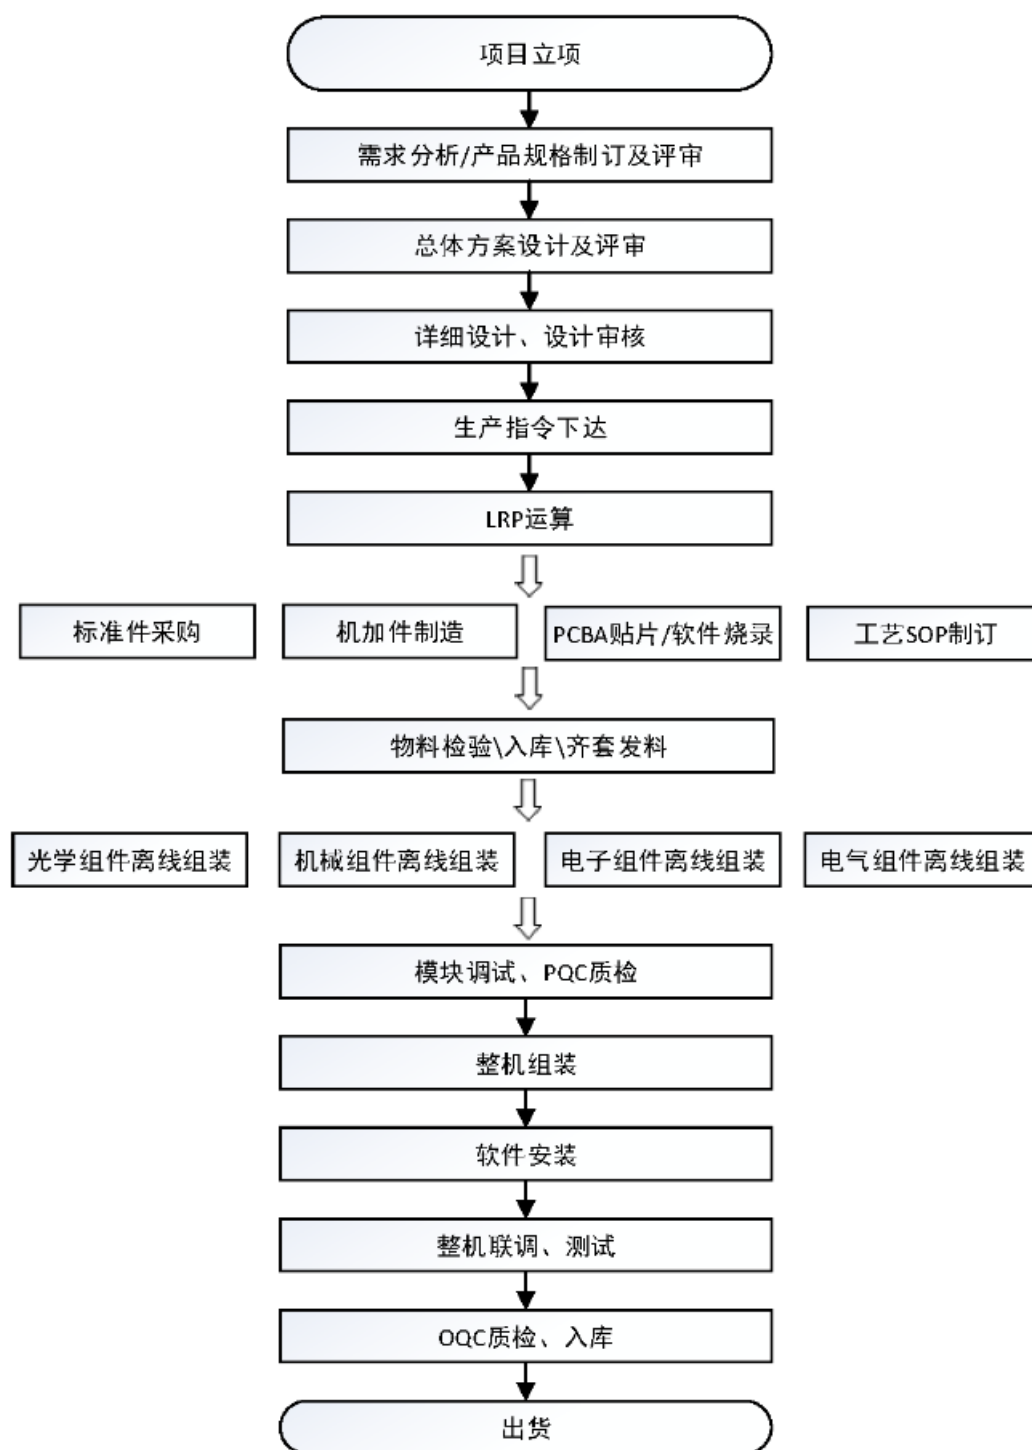 项目立项
需求分析/产品规格制订及评审
总体方案设计及评审
详细设计、设计审核
生产指令下达
LRP运算
标准件采购
机加件制造
PCBA贴片/软件烧录
工艺SOP制订
物料检验\入库\齐套发料
光学组件离线组装
机械组件离线组装
电子组件离线组装
电气组件离线组装
模块调试、PQC质检
整机组装
软件安装
整机联调、测试
OQC质检、入库
出货